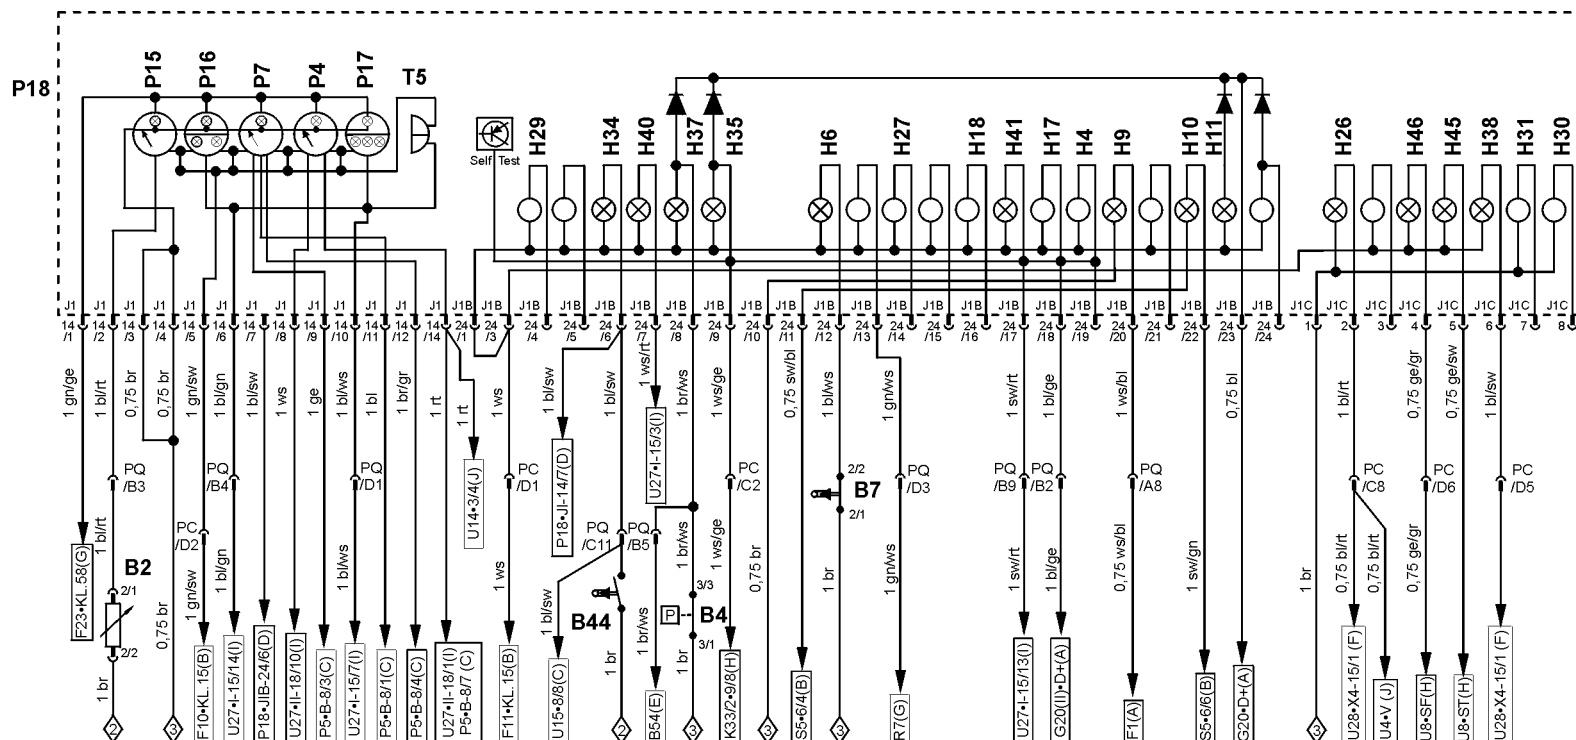 P18
P15
P16
P7
P4
P17
T5
Self Test
H29
H34
H40
H37
H35
H6
H27
H18
H41
H17
H4
H9
H10
H11
H26
H46
H45
H38
H31
H30
J1 J1 J1 J1 J1 J1 J1 J1 J1 J1 J1 J1 J1 J1B J1B J1B J1B J1B J1B J1B J1B J1B J1B J1B J1B J1B J1B J1B J1B J1B J1B J1B J1C J1C J1C J1C J1C
14/1
14/2
14/3
14/4
14/5
14/6
14/7
14/8
14/9
14/10
14/11
14/12
14/14
24/1
24/3
24/4
24/5
24/6
24/7
24/8
24/9
24/10
24/11
24/12
24/13
24/14
24/15
24/16
24/17
24/18
24/19
24/20
24/21
24/22
24/23
24/24
1
2
3
4
5
6
7
8
1 gn/ge
1 bl/rt
0,75 br
0,75 br
1 gn/sw
1 bl/gn
1 bl/sw
1 ws
1 ge
1 bl/ws
1 bl
1 br/gr
1 rt
1 rt
1 ws
1 bl/sw
1 bl/sw
1 ws/rt
1 br/ws
1 ws/ge
0,75 sw/bl
1 bl/ws
1 gn/ws
1 sw/rt
1 bl/ge
1 ws/bl
0,75 bl
1 bl/rt
0,75 ge/gr
0,75 ge/sw
1 bl/sw
PQ /B3
PQ /B4
PQ /D1
PC /D1
PC /C2
2/2
B7
2/1
PQ /D3
PQ /B9
PQ /B2
PQ /A8
PC /C8
PC /D6
PC /D5
U14•3/4(J)
P18•JI-14/7(D)
U27•I-15/3(I)
PC /D2
PQ /C11
PQ /B5
F23•KL.58(G)
1 bl/rt
B2
2/1
2/2
1 br
0,75 br
1 gn/sw
1 bl/gn
1 bl/ws
1 ws
1 bl/sw
B44
1 br
1 br/ws
1 br/ws
3/3
P
B4
3/1
1 br
1 ws/ge
0,75 br
1 br
1 gn/ws
1 sw/rt
1 bl/ge
0,75 ws/bl
1 sw/gn
1 br
0,75 bl/rt
0,75 bl/rt
0,75 ge/gr
2
3
F10•KL.15(B)
U27•I-15/14(I)
P18•JIB-24/6(D)
U27•II-18/10(I)
P5•B-8/3(C)
U27•I-15/7(I)
P5•B-8/1(C)
P5•B-8/4(C)
U27•II-18/1(I)
P5•B-8/7 (C)
F11•KL.15(B)
U15•8/8(C)
2
B54(E)
3
K33/2•9/8(H)
3
S5•6/4(B)
3
R7(G)
U27•I-15/13(I)
G20(II)•D+(A)
F1(A)
S5•6/6(B)
G20•D+(A)
3
U28•X4-15/1 (F)
U4•V (J)
U8•SF(H)
U8•ST(H)
U28•X4-15/1 (F)